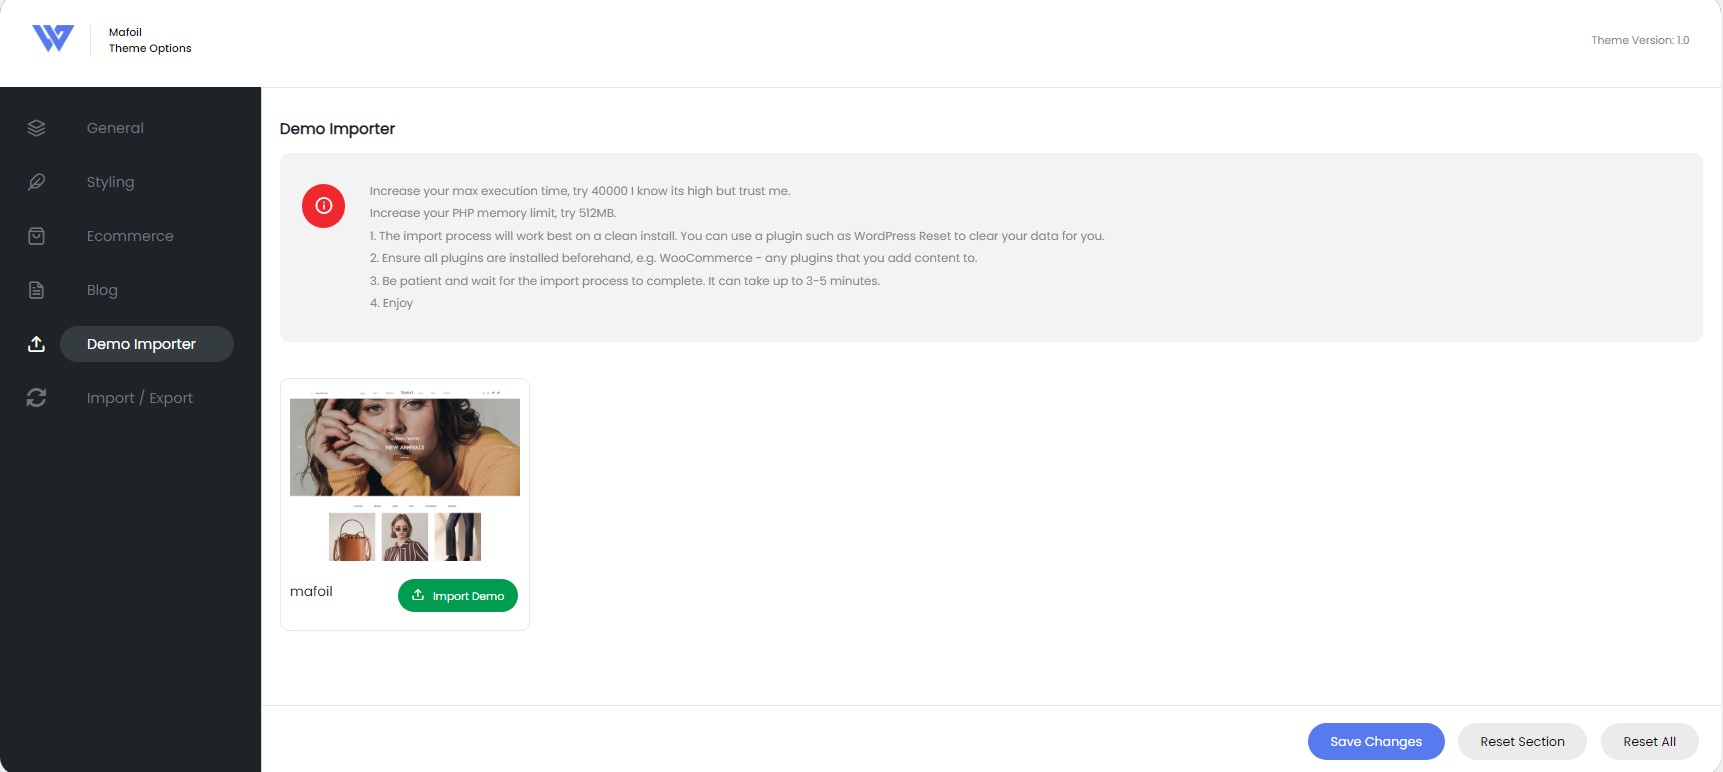 Mafoil
Theme Options
Theme Version: 1.0
General
Styling
Ecommerce
Blog
Demo Importer
Import / Export
Demo Importer
Increase your max execution time, try 40000 I know its high but trust me.
Increase your PHP memory limit, try 512MB.
1. The import process will work best on a clean install. You can use a plugin such as WordPress Reset to clear your data for you.
2. Ensure all plugins are installed beforehand, e.g. WooCommerce - any plugins that you add content to.
3. Be patient and wait for the import process to complete. It can take up to 3-5 minutes.
4. Enjoy
NEW ARRIVALS
mafoil
Import Demo
Save Changes
Reset Section
Reset All